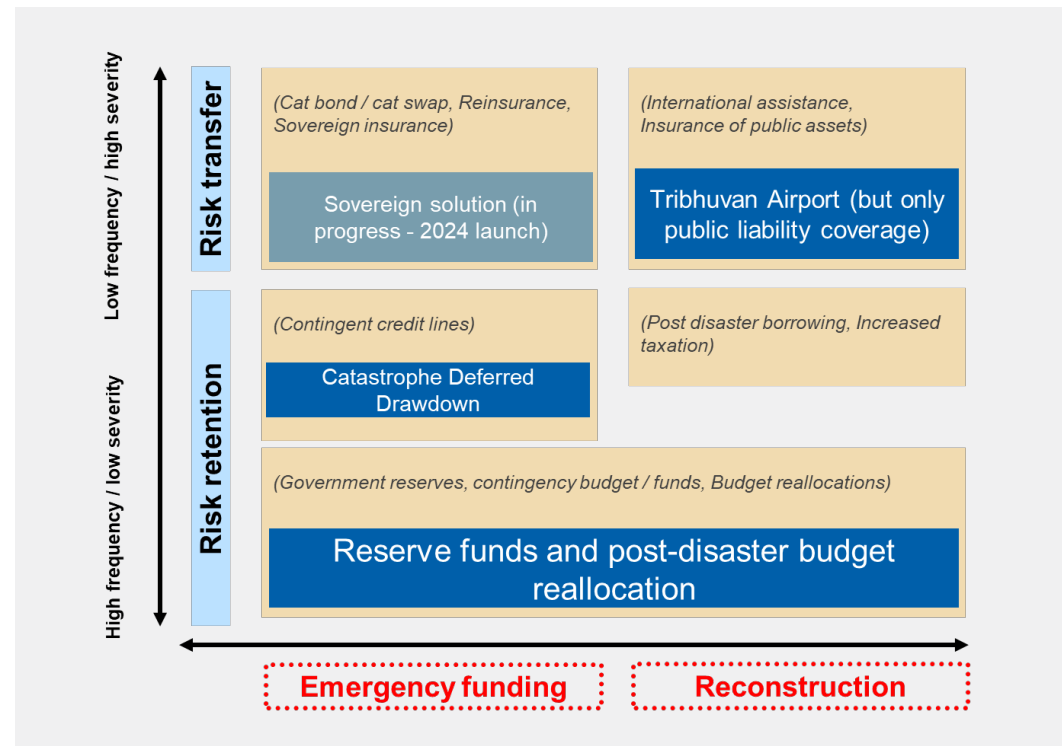 Low frequency / high severity
High frequency / low severity
Risk transfer
(Cat bond / cat swap, Reinsurance,
Sovereign insurance)
Sovereign solution (in
progress - 2024 launch)
(International assistance,
Insurance of public assets)
Tribhuvan Airport (but only
public liability coverage)
Risk retention
(Contingent credit lines)
Catastrophe Deferred
Drawdown
(Post disaster borrowing, Increased
taxation)
(Government reserves, contingency budget / funds, Budget reallocations)
Reserve funds and post-disaster budget
reallocation
Emergency funding
Reconstruction